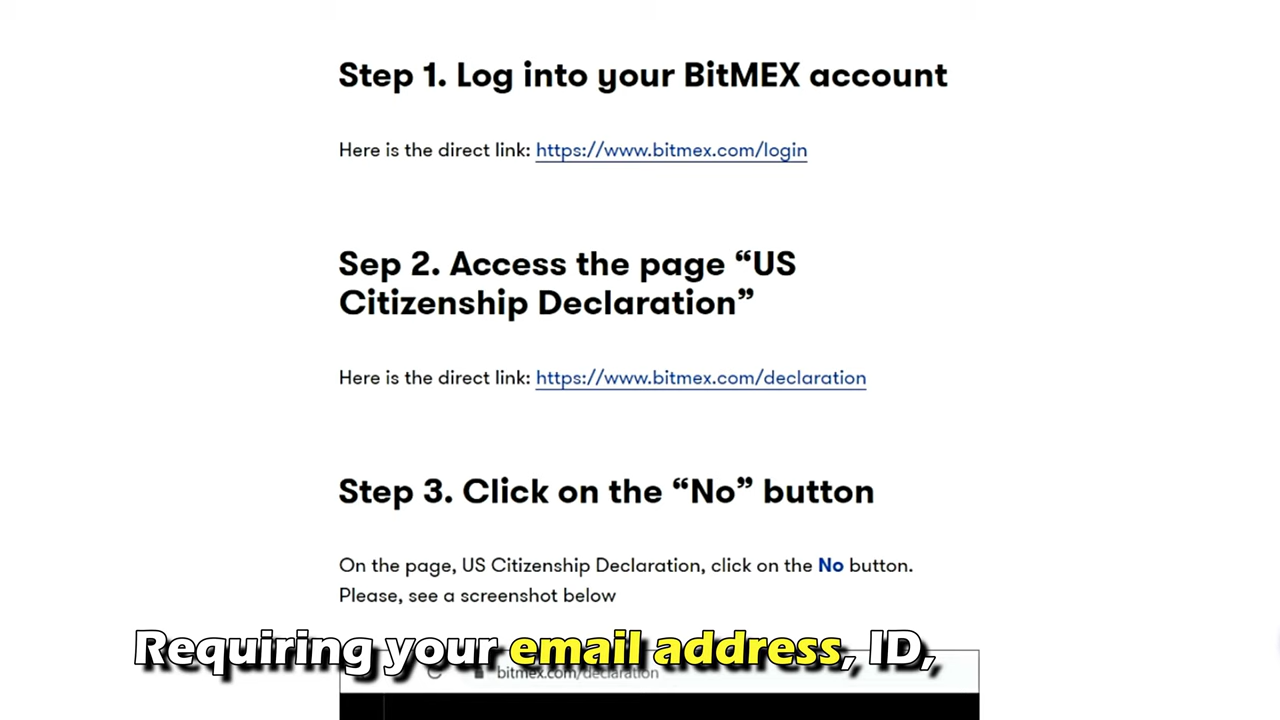 Step 1. Log into your BitMEX account
Here is the direct link: https://www.bitmex.com/login
Sep 2. Access the page “US
Citizenship Declaration”
Here is the direct link: https://www.bitmex.com/declaration
Step 3. Click on the “No” button
On the page, US Citizenship Declaration, click on the No button.
Please, see a screenshot below
Requiring your email address, ID,
bitmex.com/declaration